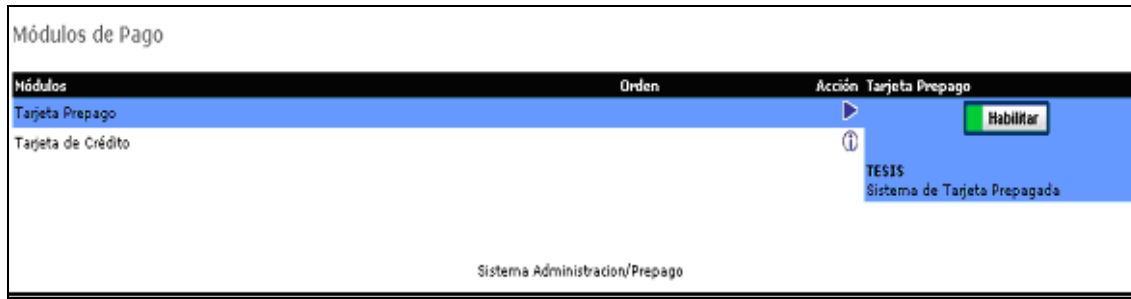 Módulos de Pago
Módulos Orden Acción Tarjeta Prepago
Tarjeta Prepago Habilitar
Tarjeta de Crédito
TESIS
Sistema de Tarjeta Prepagada
Sistema Administracion/Prepago